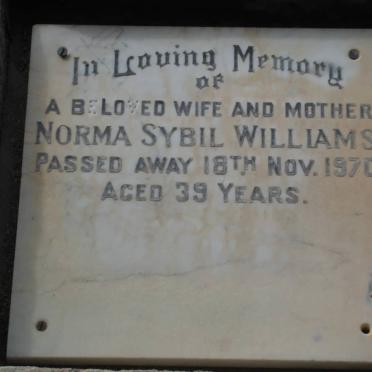 In Loving Memory
of
A BELOVED WIFE AND MOTHER
NORMA SYBIL WILLIAMS
PASSED AWAY 18TH NOV. 1970
AGED 39 YEARS.